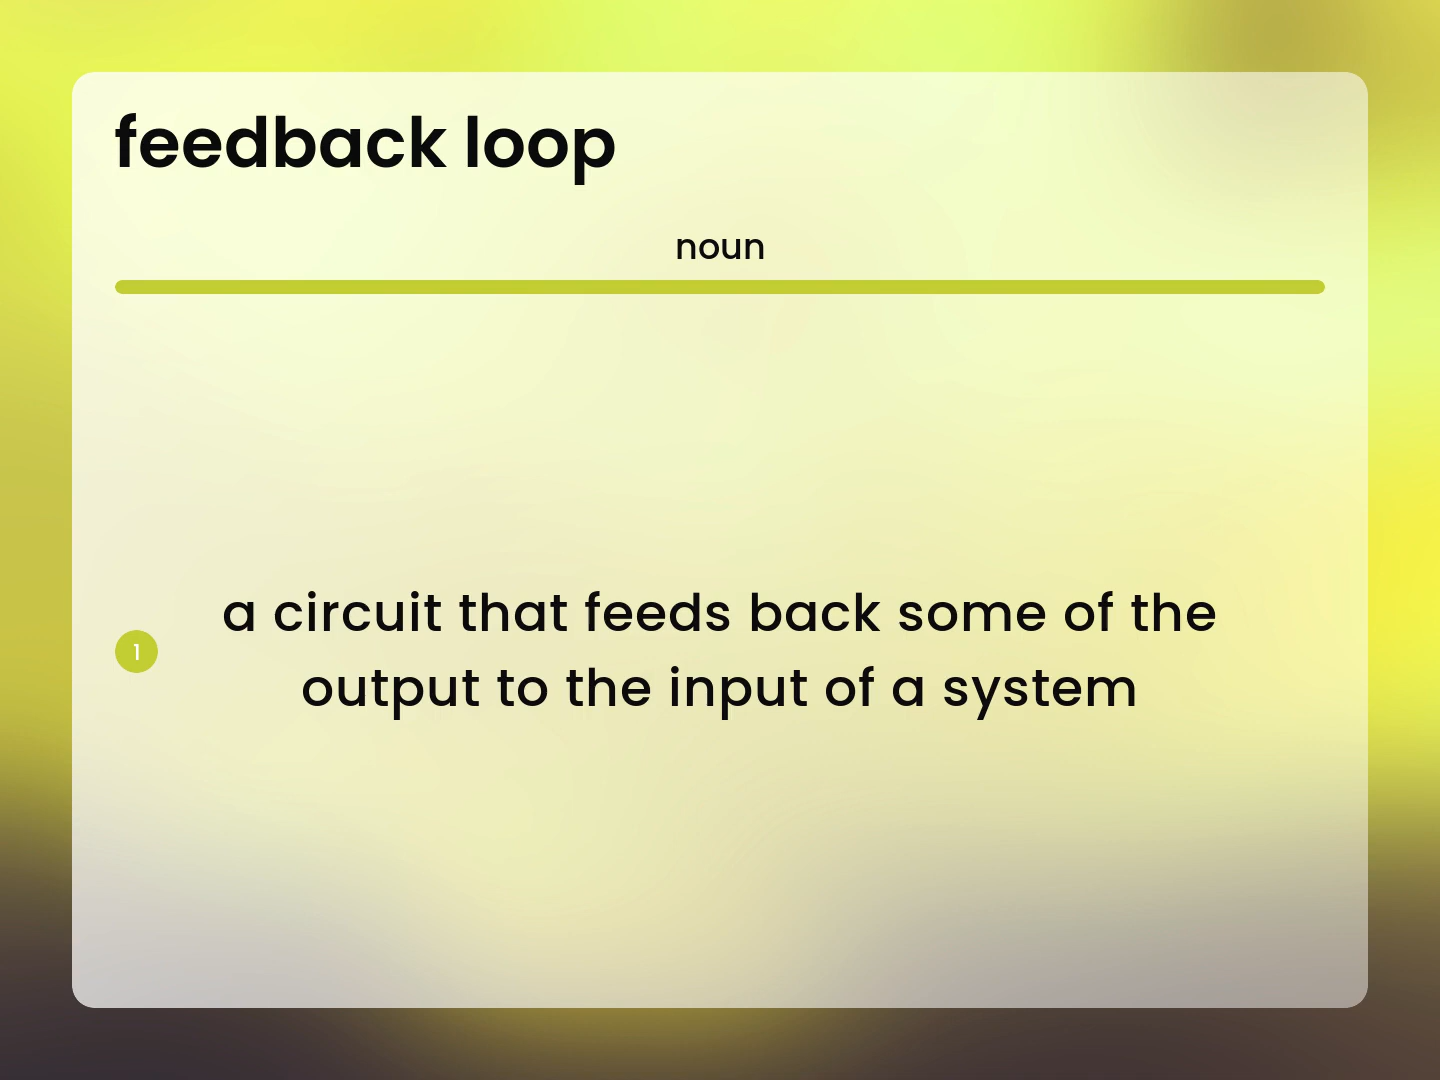 feedback loop
noun
1
a circuit that feeds back some of the
output to the input of a system